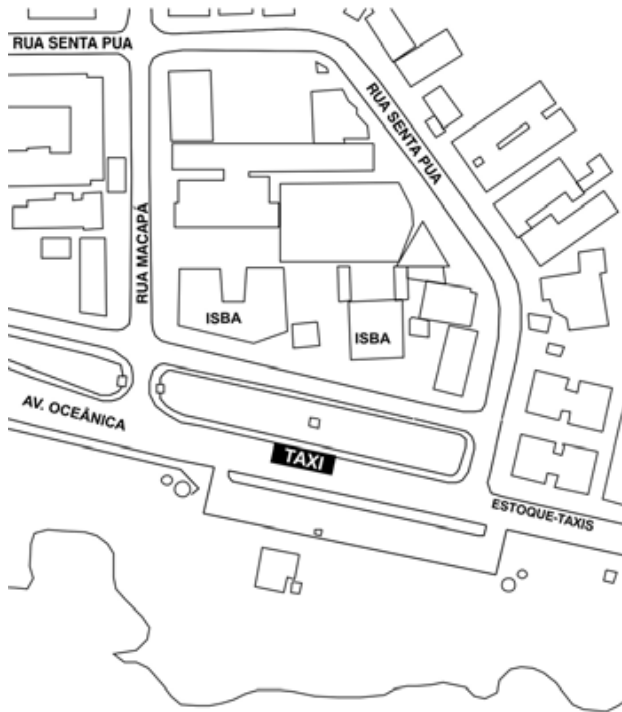 RUA SENTA PUA
RUA SENTA PUA
RUA MACAPÁ
ISBA
ISBA
AV. OCEÂNICA
TAXI
ESTOQUE-TAXIS